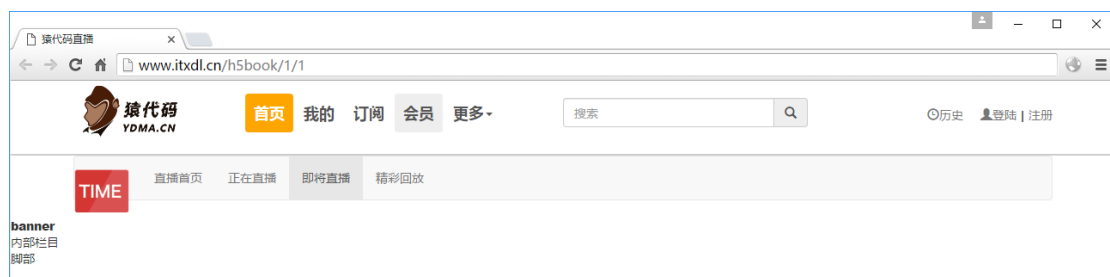 猿代码直播
www.itxdl.cn/h5book/1/1
猿代码
YDMA.CN
首页 我的 订阅 会员 更多
搜索
历史 登陆 | 注册
TIME
直播首页 正在直播 即将直播 精彩回放
banner
内部栏目
脚部